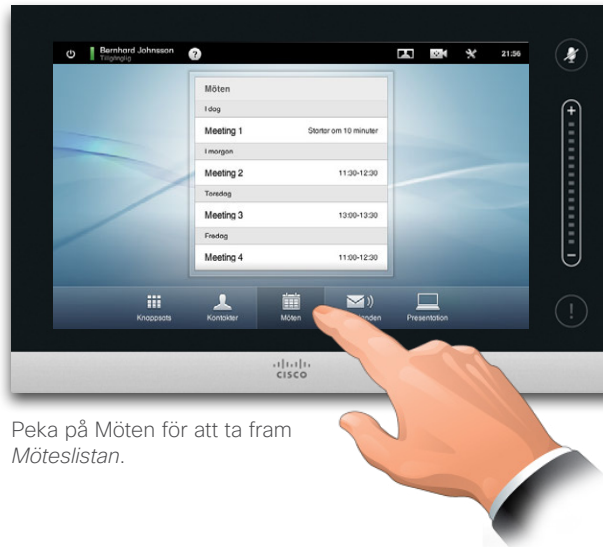 Bernhard Johnsson
Tillgänglig
?
21:56
Möten
I dag
Meeting 1 Startar om 10 minuter
I morgon
Meeting 2 11:30-12:30
Torsdag
Meeting 3 13:00-13:30
Fredag
Meeting 4 11:00-12:30
Knappsats Kontakter Möten Presentation
CISCO
Peka på Möten för att ta fram
Möteslistan.